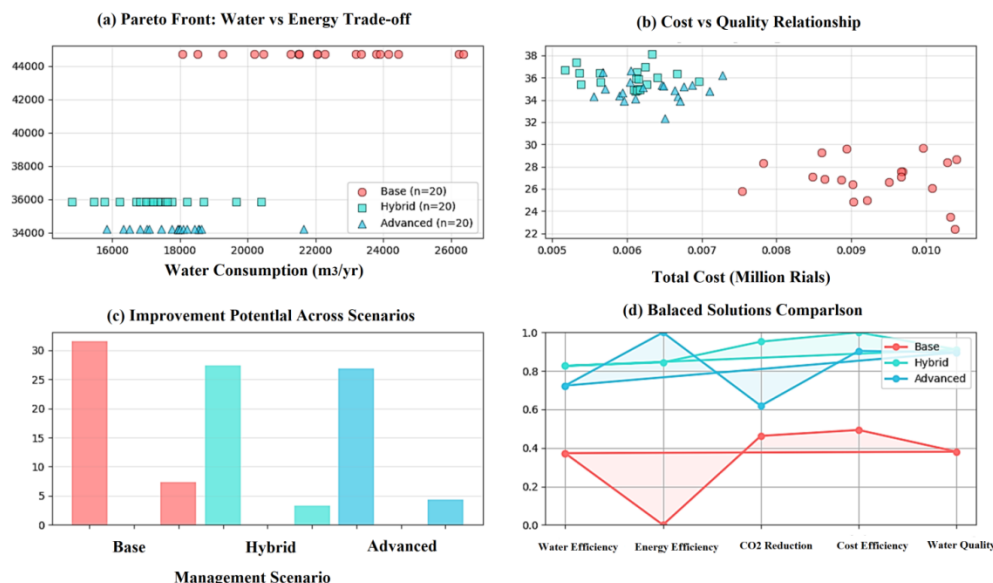 (a) Pareto Front: Water vs Energy Trade-off
44000
42000
40000
38000
36000
34000
16000
18000
20000
22000
24000
26000
Base (n=20)
Hybrid (n=20)
Advanced (n=20)
Water Consumption (m3/yr)
(b) Cost vs Quality Relationship
38
36
34
32
30
28
26
24
22
0.005
0.006
0.007
0.008
0.009
0.010
Total Cost (Million Rials)
(c) Improvement Potentlal Across Scenarios
30
25
20
15
10
5
0
Base
Hybrid
Advanced
Management Scenario
(d) Balaced Solutions Comparison
1.0
0.8
0.6
0.4
0.2
0.0
Base
Hybrid
Advanced
Water Efficiency
Energy Efficiency
CO2 Reduction
Cost Efficiency
Water Quality